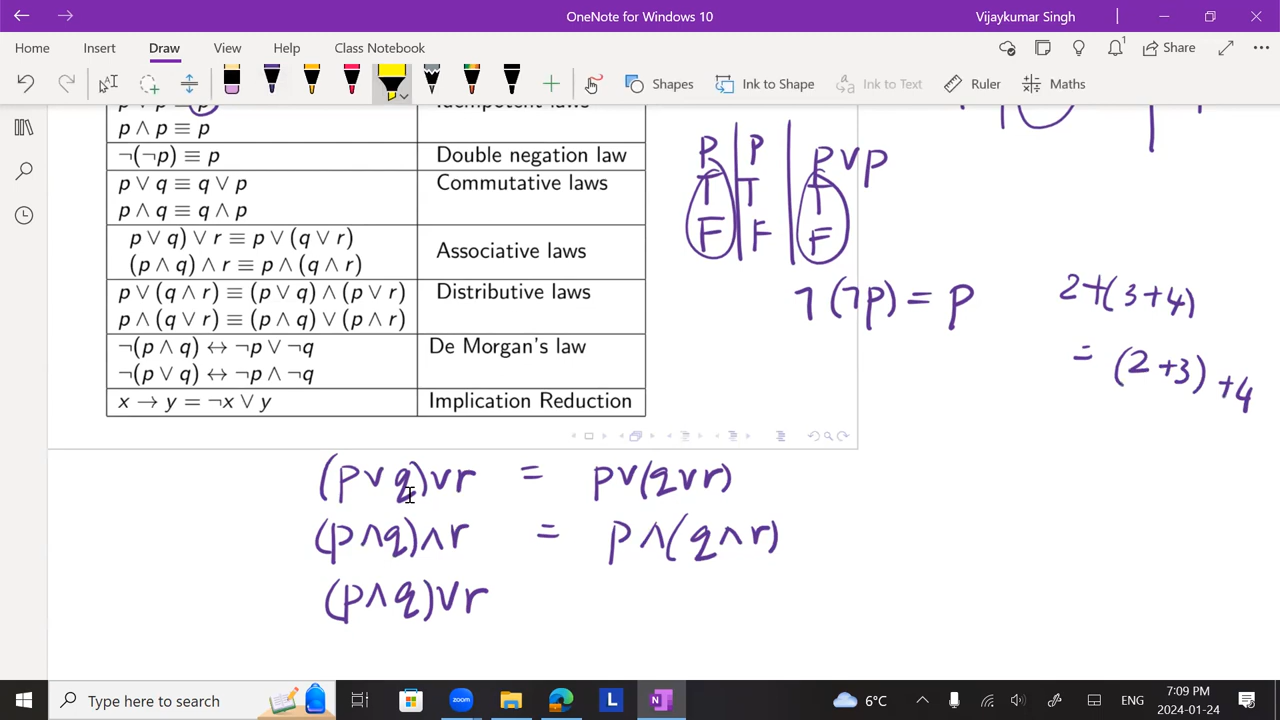 OneNote for Windows 10
Vijaykumar Singh
Home Insert Draw View Help Class Notebook Share
Shapes Ink to Shape Ink to Text Ruler Maths
p ∨ p ≡ p Idempotent laws
p ∧ p ≡ p
¬(¬p) ≡ p Double negation law
p ∨ q ≡ q ∨ p Commutative laws
p ∧ q ≡ q ∧ p
p ∨ q) ∨ r ≡ p ∨ (q ∨ r) Associative laws
(p ∧ q) ∧ r ≡ p ∧ (q ∧ r)
p ∨ (q ∧ r) ≡ (p ∨ q) ∧ (p ∨ r) Distributive laws
p ∧ (q ∨ r) ≡ (p ∧ q) ∨ (p ∧ r)
¬(p ∧ q) ↔ ¬p ∨ ¬q De Morgan's law
¬(p ∨ q) ↔ ¬p ∧ ¬q
x → y = ¬x ∨ y Implication Reduction
P P p∨p
T T T
F F F
¬(¬p) = p
2+(3+4)
= (2+3)+4
(p∨q)∨r = p∨(q∨r)
(p∧q)∧r = p∧(q∧r)
(p∧q)∨r
Type here to search
6°C
ENG
7:09 PM
2024-01-24